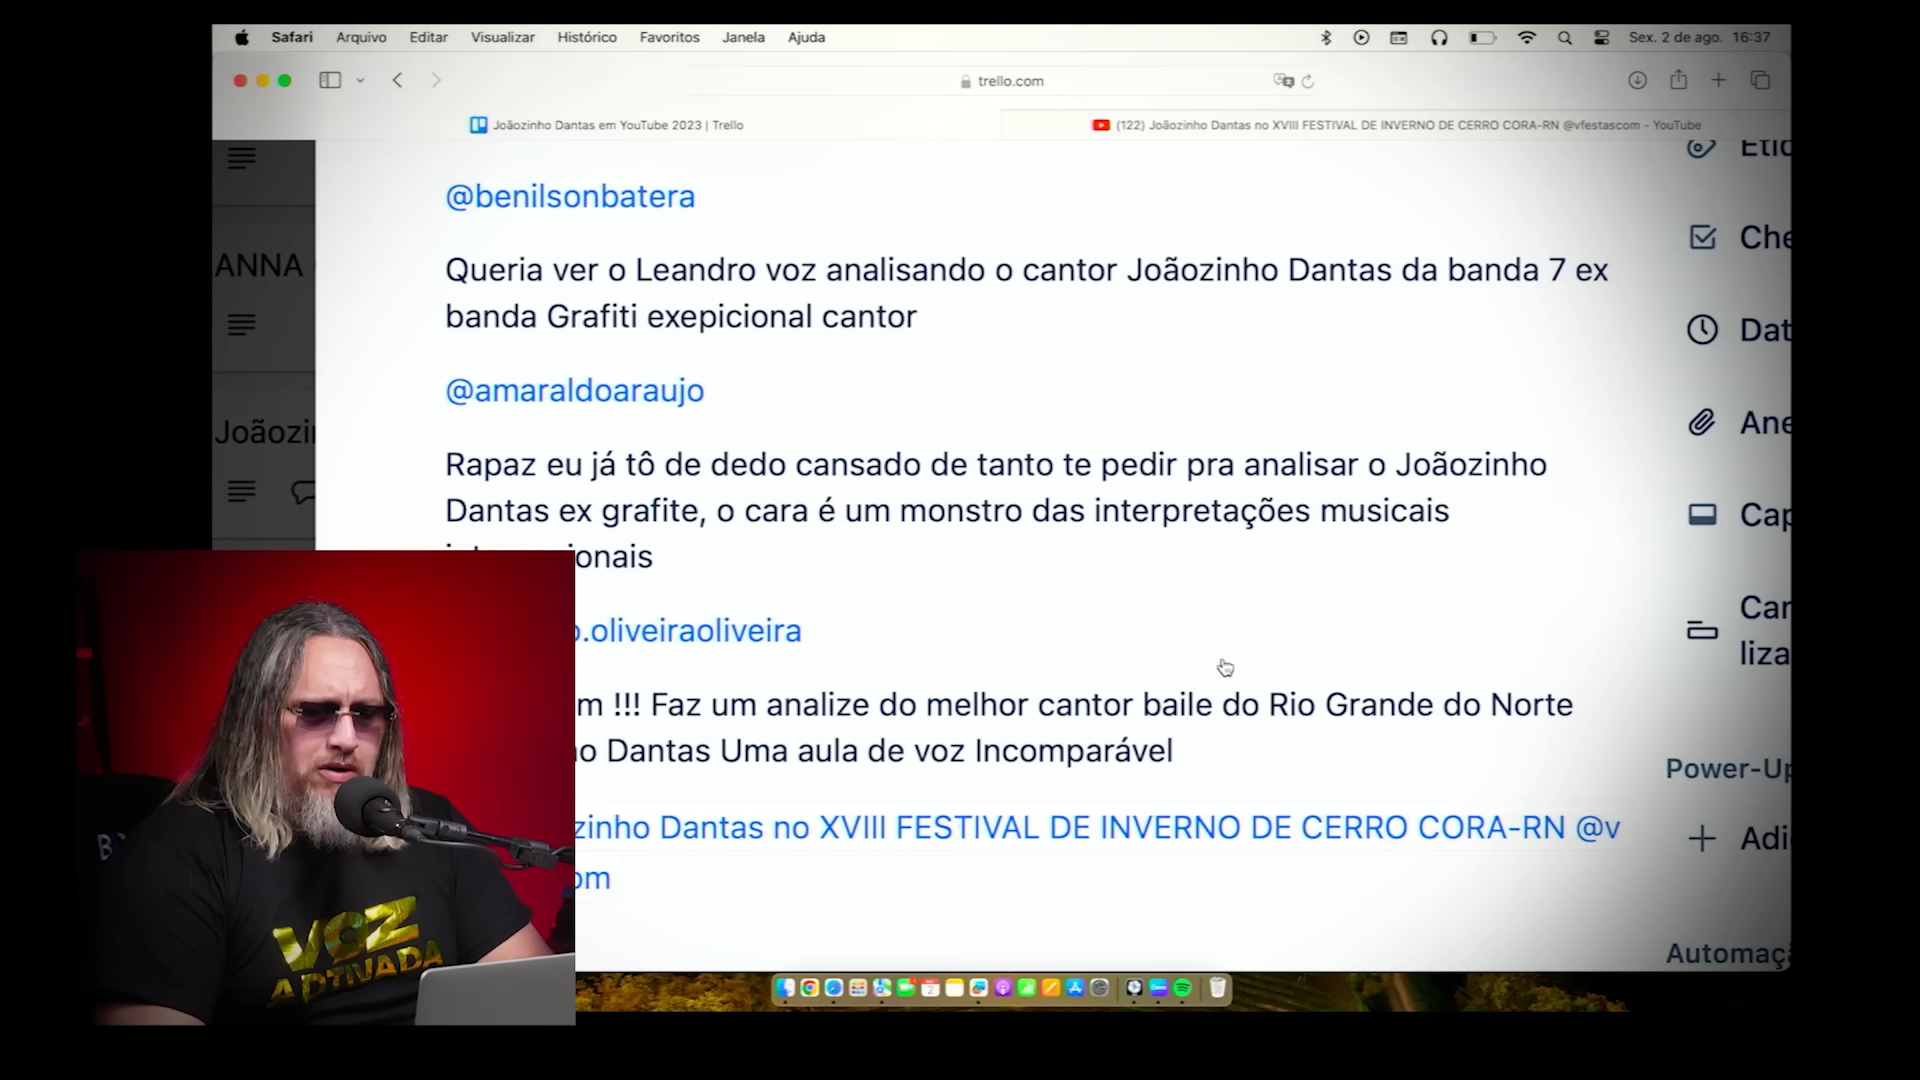 Safari Arquivo Editar Visualizar Histórico Favoritos Janela Ajuda Sex. 2 de ago. 16:37
trello.com
Joãozinho Dantas em YouTube 2023 | Trello
(122) Joãozinho Dantas no XVIII FESTIVAL DE INVERNO DE CERRO CORA-RN @vfestascom - YouTube
@benilsonbatera
Queria ver o Leandro voz analisando o cantor Joãozinho Dantas da banda 7 ex
banda Grafiti exepicional cantor
@amaraldoaraujo
Rapaz eu já tô de dedo cansado de tanto te pedir pra analisar o Joãozinho
Dantas ex grafite, o cara é um monstro das interpretações musicais
ionais
o.oliveiraoliveira
m !!! Faz um analize do melhor cantor baile do Rio Grande do Norte
o Dantas Uma aula de voz Incomparável
zinho Dantas no XVIII FESTIVAL DE INVERNO DE CERRO CORA-RN @v
om
ANNA
Joãozi
Che
Dat
Ane
Cap
Car
liza
Power-Up
Adi
Automaç
VOZ
ADTIVADA